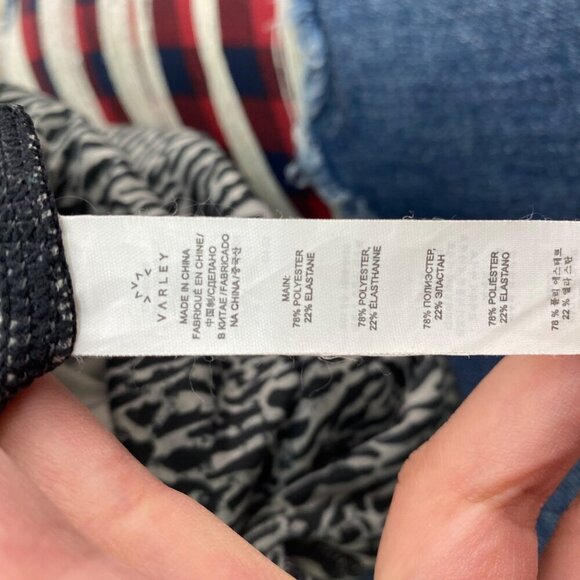 VARLEY
MADE IN CHINA
FABRIQUÉ EN CHINE/
中国制/СДЕЛАНО
В КИТАЕ/FABRICADO
NA CHINA/중국산
MAIN:
78% POLYESTER
22% ELASTANE
78% POLYESTER,
22% ÉLASTHANNE
78% ПОЛИЭСТЕР,
22% ЭЛАСТАН
78% POLIÉSTER
22% ELASTANO
78 % 폴리 에스테르
22 % 엘라 스탄